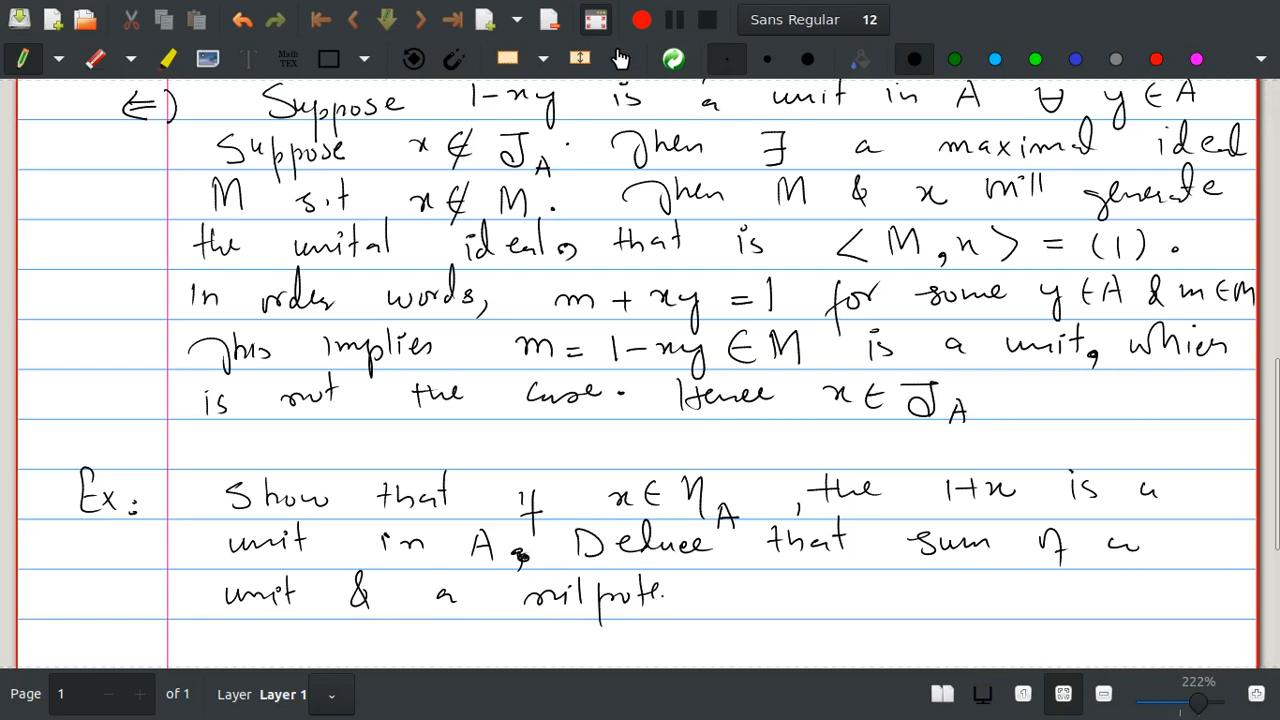 Sans Regular 12
⇐) Suppose 1-xy is a unit in A ∀ y ∈ A
Suppose x ∉ J_A. Then ∃ a maximal ideal
M s.t x ∉ M. Then M & x will generate
the unital ideal, that is < M, x > = (1).
In order words, m + xy = 1 for some y ∈ A & m ∈ M
This implies m = 1-xy ∈ M is a unit, which
is not the case. Hence x ∈ J_A
Ex: Show that if x ∈ η_A, the 1+x is a
unit in A. Deduce that sum of a
unit & a nilpote
Page 1 of 1 Layer Layer 1 222%